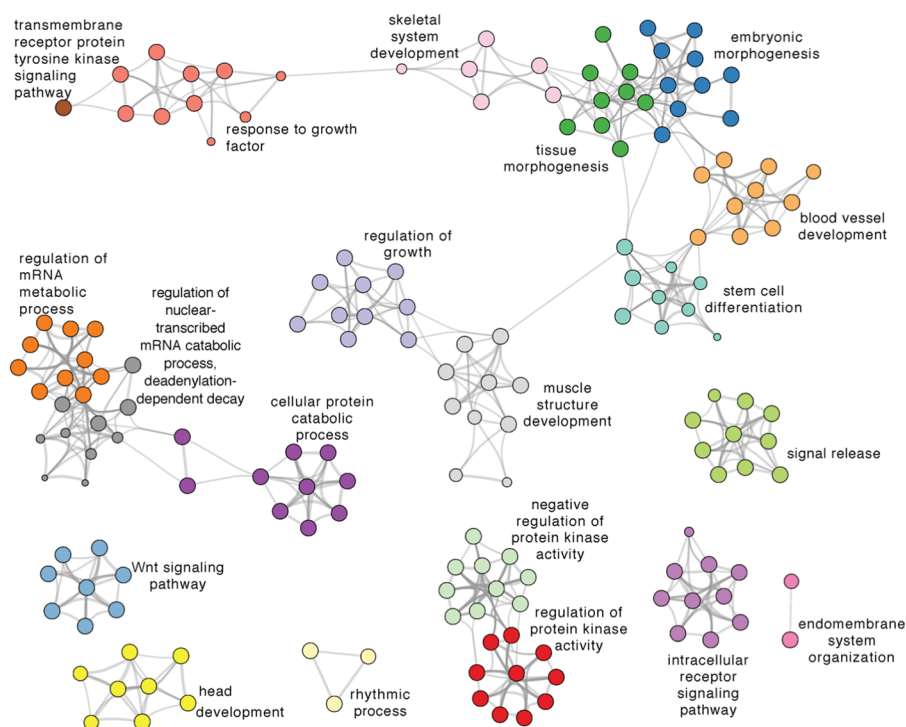 transmembrane
receptor protein
tyrosine kinase
signaling
pathway
response to growth
factor
skeletal
system
development
embryonic
morphogenesis
tissue
morphogenesis
blood vessel
development
stem cell
differentiation
regulation of
growth
regulation of
mRNA
metabolic
process
regulation of
nuclear-
transcribed
mRNA catabolic
process,
deadenylation-
dependent decay
cellular protein
catabolic
process
muscle
structure
development
signal release
negative
regulation of
protein kinase
activity
regulation of
protein kinase
activity
Wnt signaling
pathway
head
development
rhythmic
process
intracellular
receptor
signaling
pathway
endomembrane
system
organization